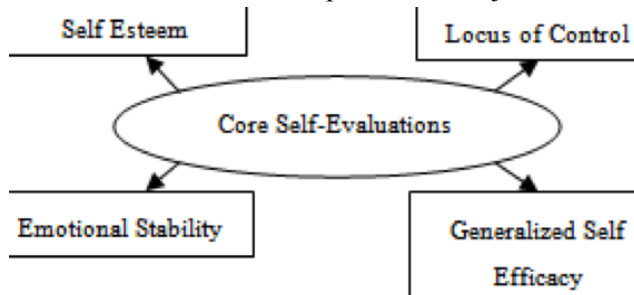 Self Esteem
Locus of Control
Core Self-Evaluations
Emotional Stability
Generalized Self
Efficacy